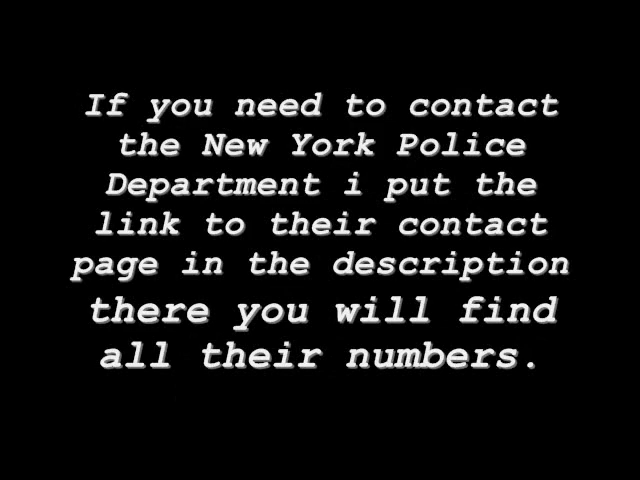 If you need to contact
the New York Police
Department i put the
link to their contact
page in the description
there you will find
all their numbers.